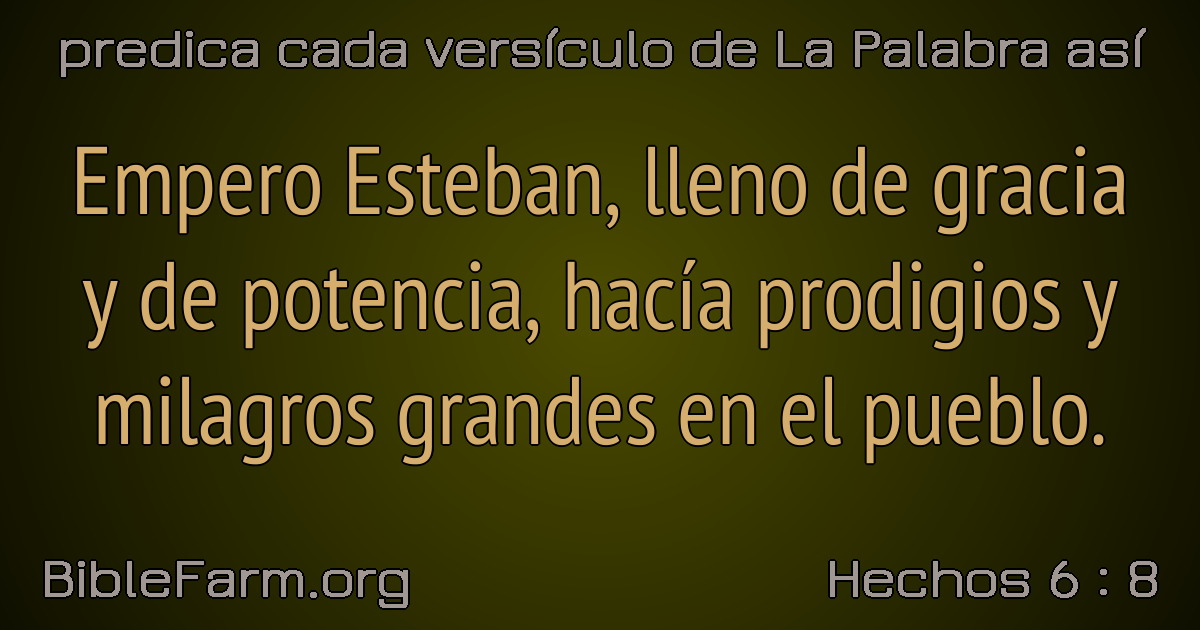 predica cada versículo de La Palabra así
Empero Esteban, lleno de gracia
y de potencia, hacía prodigios y
milagros grandes en el pueblo.
BibleFarm.org
Hechos 6 : 8